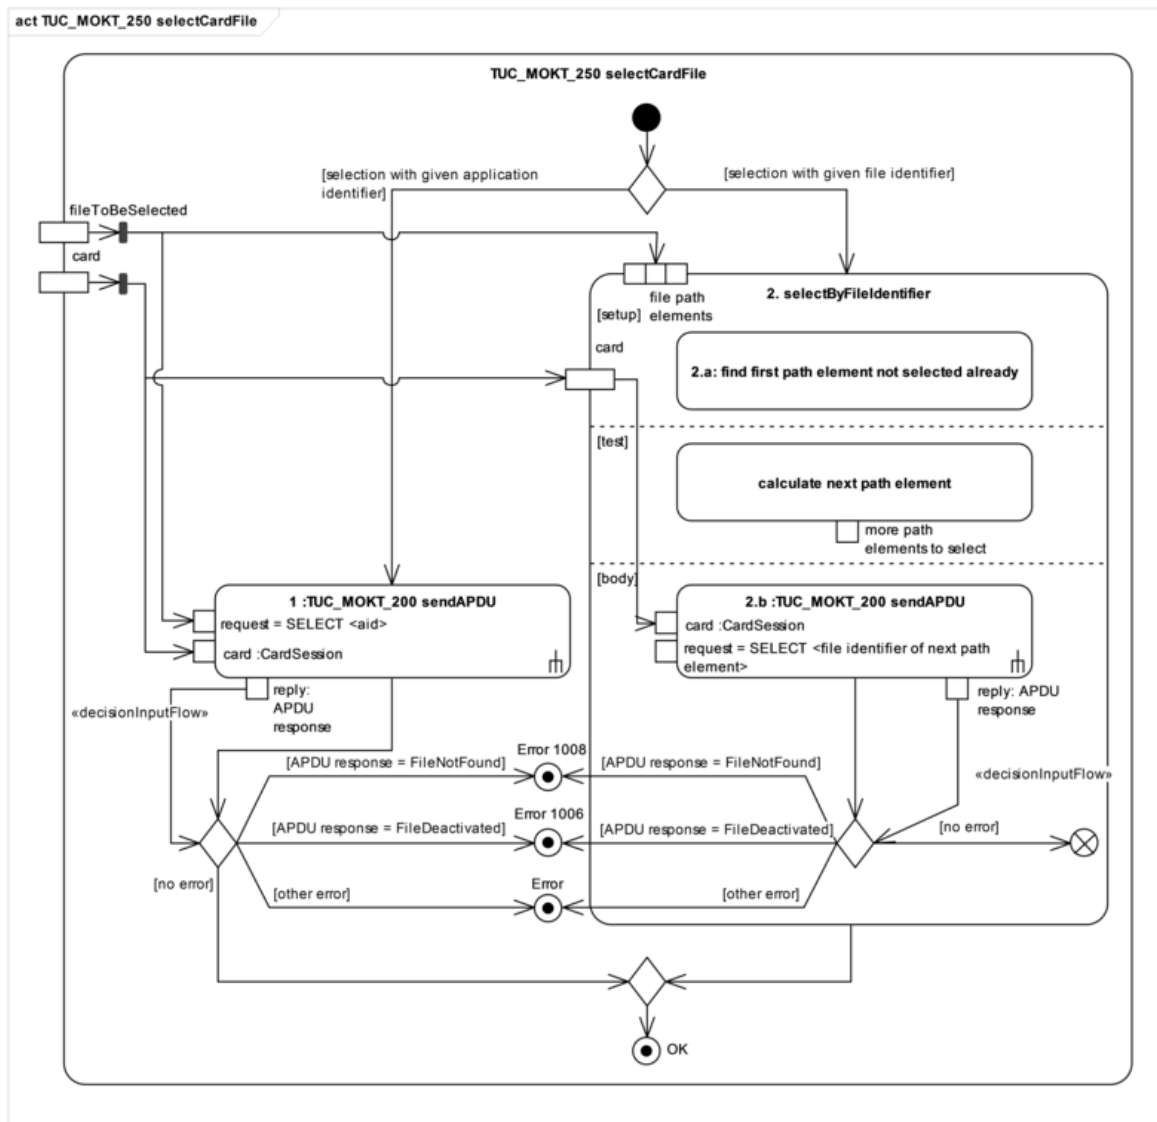 act TUC_MOKT_250 selectCardFile
TUC_MOKT_250 selectCardFile
[selection with given application
identifier]
[selection with given file identifier]
fileToBeSelected
card
2. selectByFileIdentifier
file path
elements
[setup]
card
2.a: find first path element not selected already
[test]
calculate next path element
more path
elements to select
[body]
1 :TUC_MOKT_200 sendAPDU
request = SELECT <aid>
card :CardSession
reply:
APDU
response
«decisionInputFlow»
2.b :TUC_MOKT_200 sendAPDU
card :CardSession
request = SELECT <file identifier of next path
element>
reply: APDU
response
«decisionInputFlow»
Error 1008
[APDU response = FileNotFound]
[APDU response = FileNotFound]
Error 1006
[APDU response = FileDeactivated]
[APDU response = FileDeactivated]
[no error]
[no error]
Error
[other error]
[other error]
OK